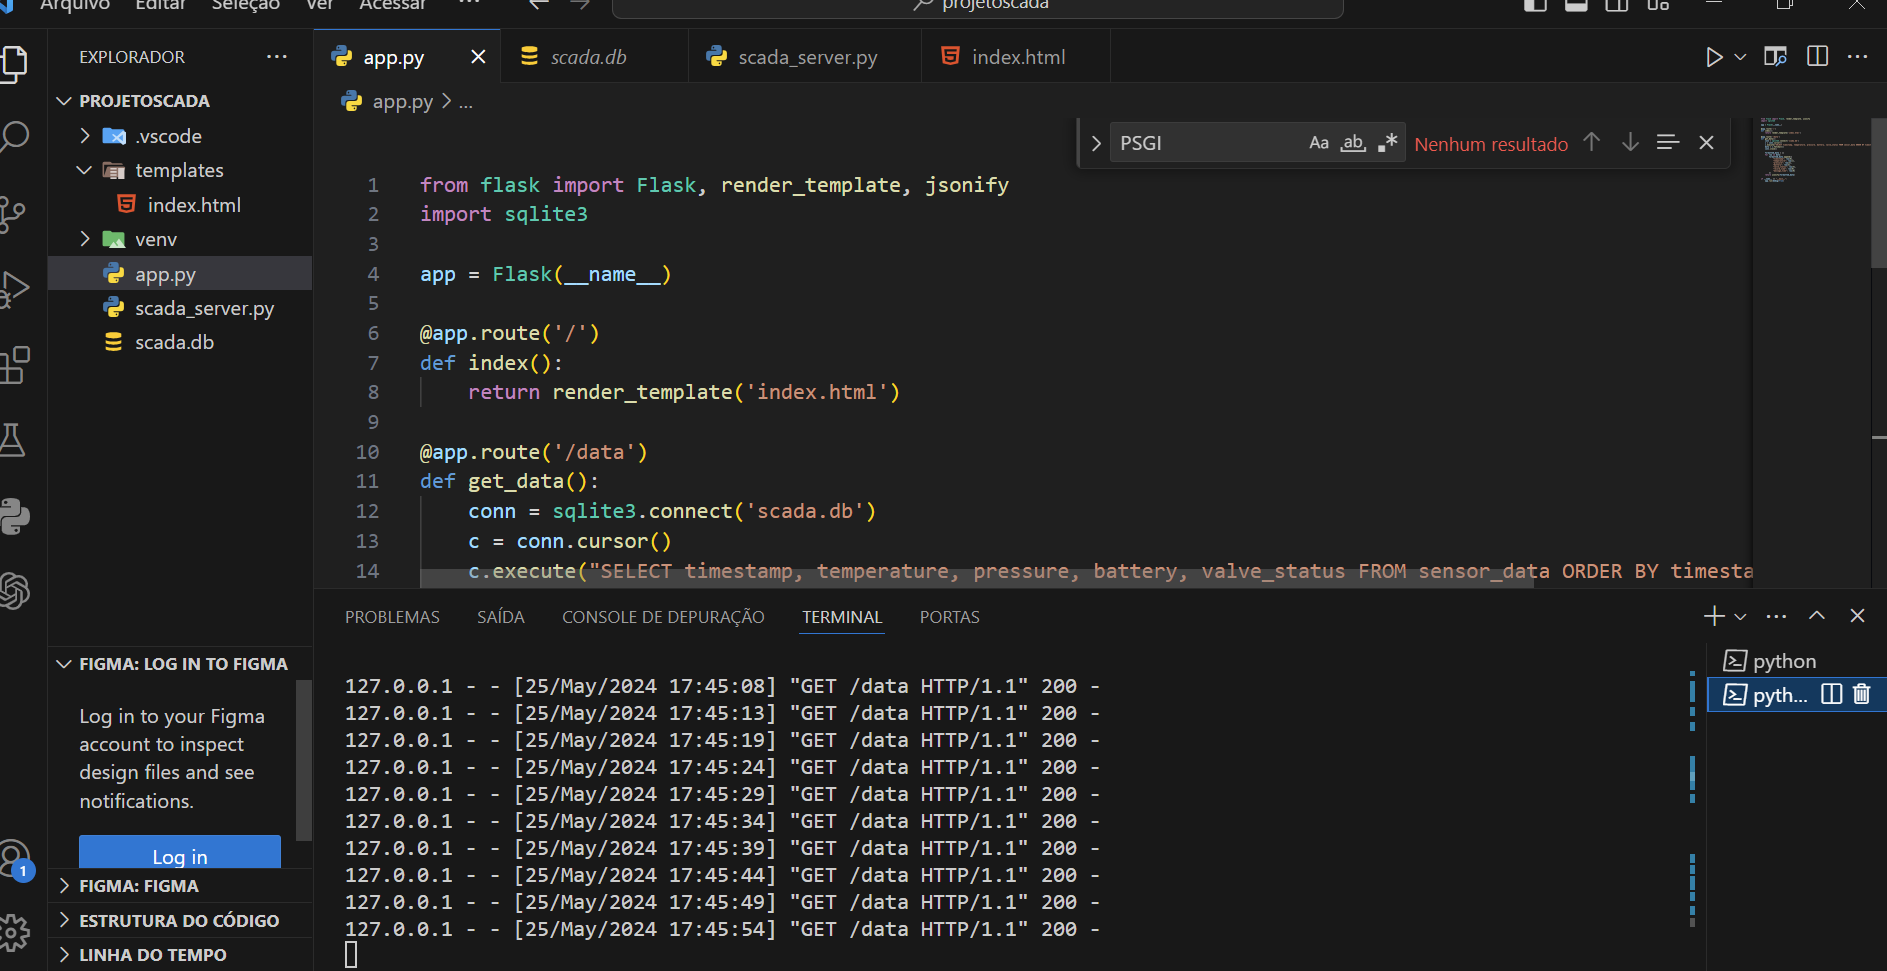 Arquivo Editar Seleção Ver Acessar ···
projetoscada
EXPLORADOR ···
PROJETOSCADA
.vscode
templates
index.html
venv
app.py
scada_server.py
scada.db
FIGMA: LOG IN TO FIGMA
Log in to your Figma
account to inspect
design files and see
notifications.
Log in
1
FIGMA: FIGMA
ESTRUTURA DO CÓDIGO
LINHA DO TEMPO
app.py scada.db scada_server.py index.html
app.py > ...
PSGI Aa ab .* Nenhum resultado
1 from flask import Flask, render_template, jsonify
2 import sqlite3
3
4 app = Flask(__name__)
5
6 @app.route('/')
7 def index():
8 return render_template('index.html')
9
10 @app.route('/data')
11 def get_data():
12 conn = sqlite3.connect('scada.db')
13 c = conn.cursor()
14 c.execute("SELECT timestamp, temperature, pressure, battery, valve_status FROM sensor_data ORDER BY timesta
PROBLEMAS SAÍDA CONSOLE DE DEPURAÇÃO TERMINAL PORTAS
127.0.0.1 - - [25/May/2024 17:45:08] "GET /data HTTP/1.1" 200 -
127.0.0.1 - - [25/May/2024 17:45:13] "GET /data HTTP/1.1" 200 -
127.0.0.1 - - [25/May/2024 17:45:19] "GET /data HTTP/1.1" 200 -
127.0.0.1 - - [25/May/2024 17:45:24] "GET /data HTTP/1.1" 200 -
127.0.0.1 - - [25/May/2024 17:45:29] "GET /data HTTP/1.1" 200 -
127.0.0.1 - - [25/May/2024 17:45:34] "GET /data HTTP/1.1" 200 -
127.0.0.1 - - [25/May/2024 17:45:39] "GET /data HTTP/1.1" 200 -
127.0.0.1 - - [25/May/2024 17:45:44] "GET /data HTTP/1.1" 200 -
127.0.0.1 - - [25/May/2024 17:45:49] "GET /data HTTP/1.1" 200 -
127.0.0.1 - - [25/May/2024 17:45:54] "GET /data HTTP/1.1" 200 -
python
pyth...